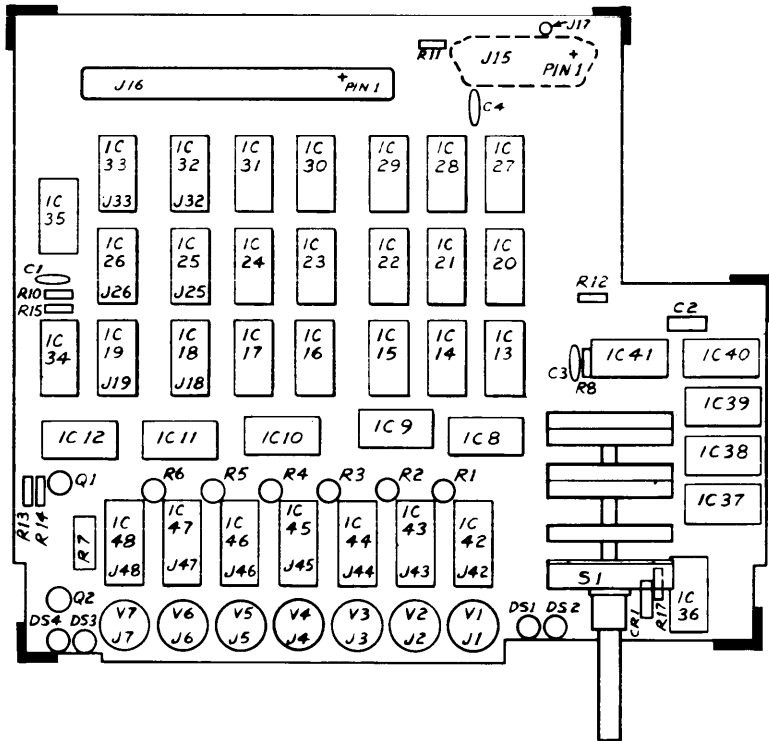 J17
R11
J15
+
PIN 1
J16
+
PIN 1
C4
IC 33 J33
IC 32 J32
IC 31
IC 30
IC 29
IC 28
IC 27
IC 35
IC 26 J26
IC 25 J25
IC 24
IC 23
IC 22
IC 21
IC 20
C1
R10
R15
R12
C2
IC 34
IC 19 J19
IC 18 J18
IC 17
IC 16
IC 15
IC 14
IC 13
C3
R8
IC41
IC40
IC39
IC 12
IC 11
IC10
IC 9
IC 8
IC38
Q1
R6
R5
R4
R3
R2
R1
IC37
R13
R14
R7
IC 48 J48
IC 47 J47
IC 46 J46
IC 45 J45
IC 44 J44
IC 43 J43
IC 42 J42
S1
CR1
R17
IC 36
Q2
DS4
DS3
V7 J7
V6 J6
V5 J5
V4 J4
V3 J3
V2 J2
V1 J1
DS1
DS2